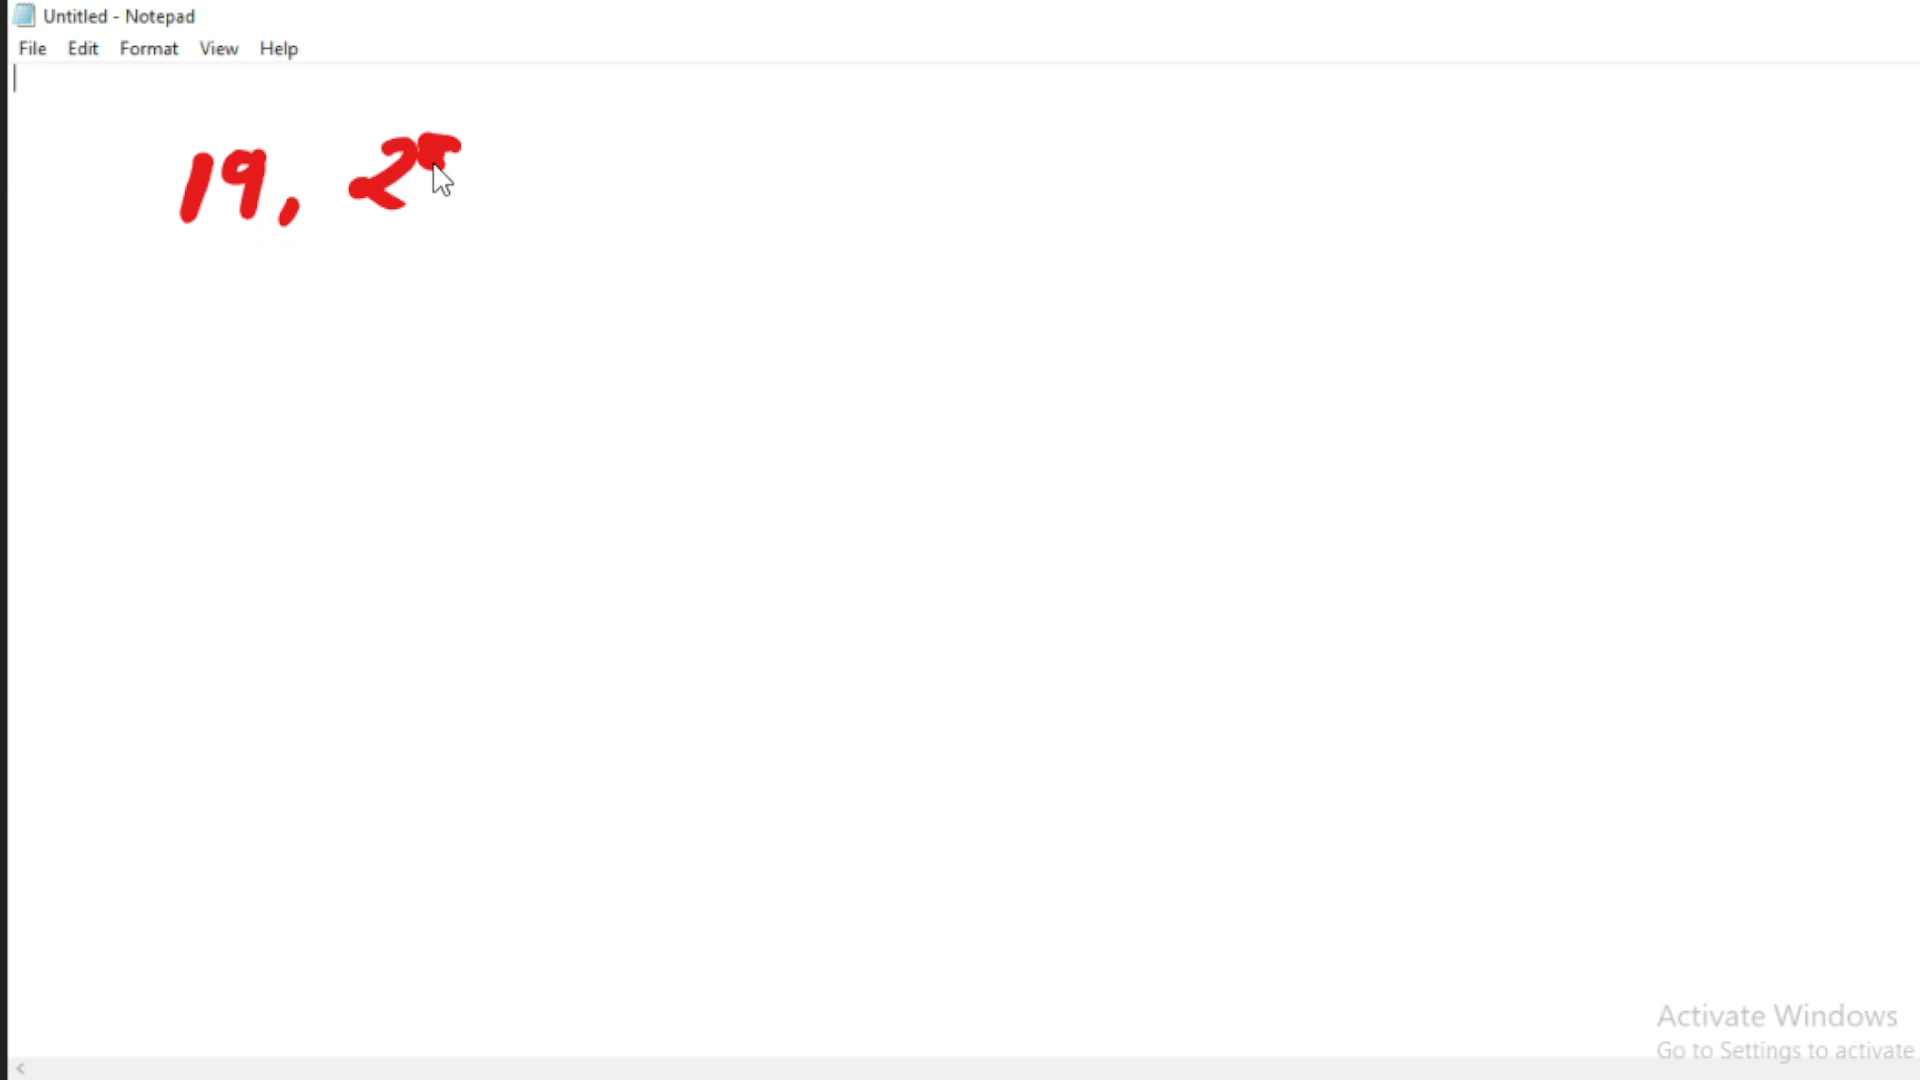 Untitled - Notepad
File Edit Format View Help
19, 2
Activate Windows
Go to Settings to activate